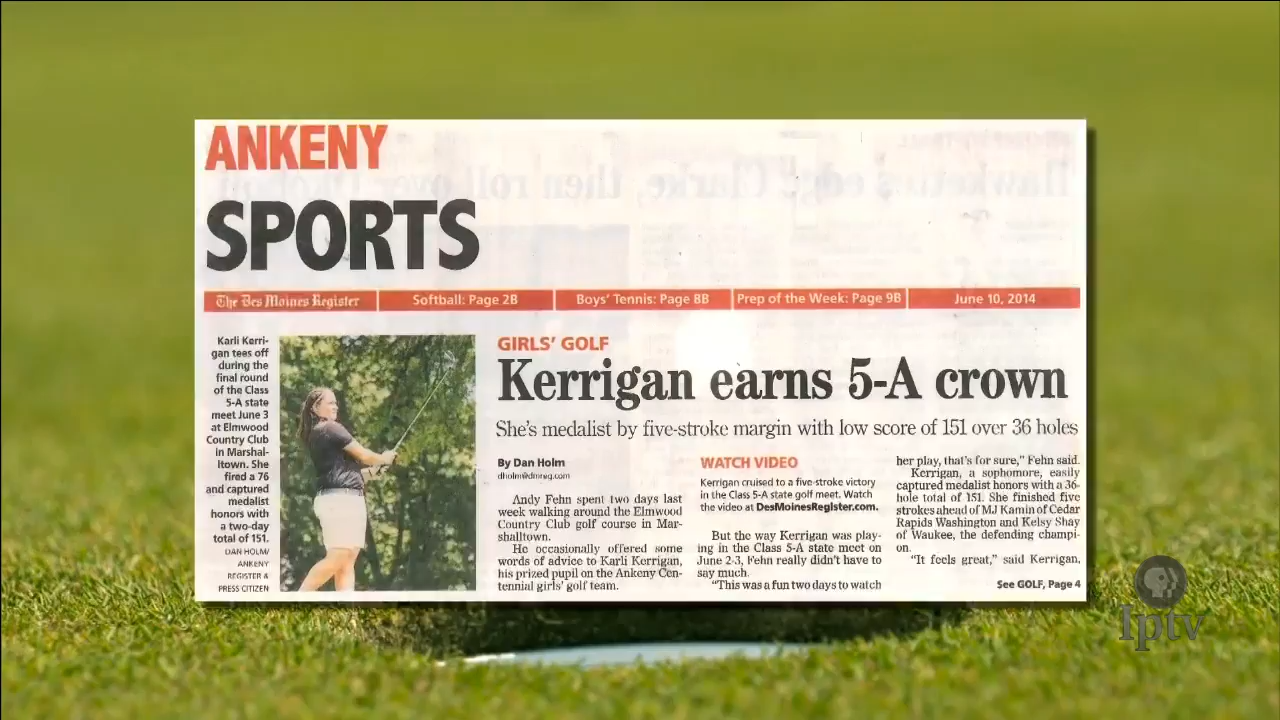 ANKENY
SPORTS
The Des Moines Register
Softball: Page 2B
Boys' Tennis: Page 8B
Prep of the Week: Page 9B
June 10, 2014
Karli Kerri-
gan tees off
during the
final round
of the Class
5-A state
meet June 3
at Elmwood
Country Club
in Marshal-
ltown. She
fired a 76
and captured
medalist
honors with
a two-day
total of 151.
DAN HOLM/
ANKENY
REGISTER &
PRESS CITIZEN
GIRLS' GOLF
Kerrigan earns 5-A crown
She's medalist by five-stroke margin with low score of 151 over 36 holes
By Dan Holm
dholm@dmreg.com
Andy Fehn spent two days last
week walking around the Elmwood
Country Club golf course in Mar-
shalltown.
He occasionally offered some
words of advice to Karli Kerrigan,
his prized pupil on the Ankeny Cen-
tennial girls' golf team.
WATCH VIDEO
Kerrigan cruised to a five-stroke victory
in the Class 5-A state golf meet. Watch
the video at DesMoinesRegister.com.
But the way Kerrigan was play-
ing in the Class 5-A state meet on
June 2-3, Fehn really didn't have to
say much.
"This was a fun two days to watch
her play, that's for sure," Fehn said.
Kerrigan, a sophomore, easily
captured medalist honors with a 36-
hole total of 151. She finished five
strokes ahead of MJ Kamin of Cedar
Rapids Washington and Kelsy Shay
of Waukee, the defending champi-
on.
"It feels great," said Kerrigan,
See GOLF, Page 4
Iptv